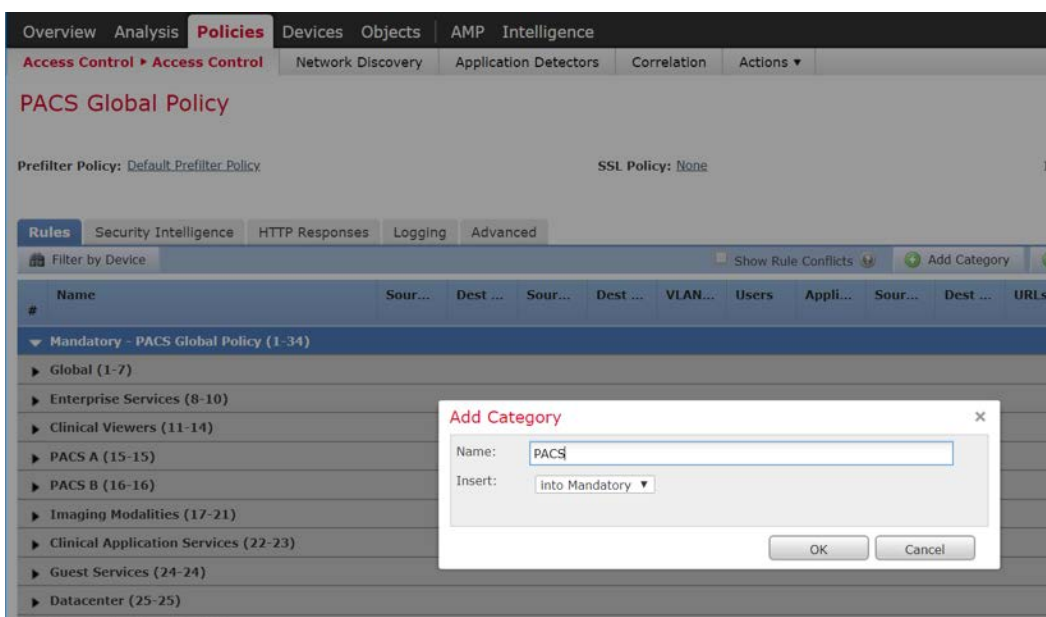 Overview Analysis Policies Devices Objects AMP Intelligence
Access Control ▸ Access Control Network Discovery Application Detectors Correlation Actions ▼
PACS Global Policy
Prefilter Policy: Default Prefilter Policy SSL Policy: None
Rules Security Intelligence HTTP Responses Logging Advanced
Filter by Device Show Rule Conflicts Add Category
# Name Sour... Dest ... Sour... Dest ... VLAN... Users Appli... Sour... Dest ... URLs
Mandatory - PACS Global Policy (1-34)
Global (1-7)
Enterprise Services (8-10)
Clinical Viewers (11-14)
PACS A (15-15)
PACS B (16-16)
Imaging Modalities (17-21)
Clinical Application Services (22-23)
Guest Services (24-24)
Datacenter (25-25)
Add Category ×
Name: PACS
Insert: into Mandatory ▼
OK Cancel